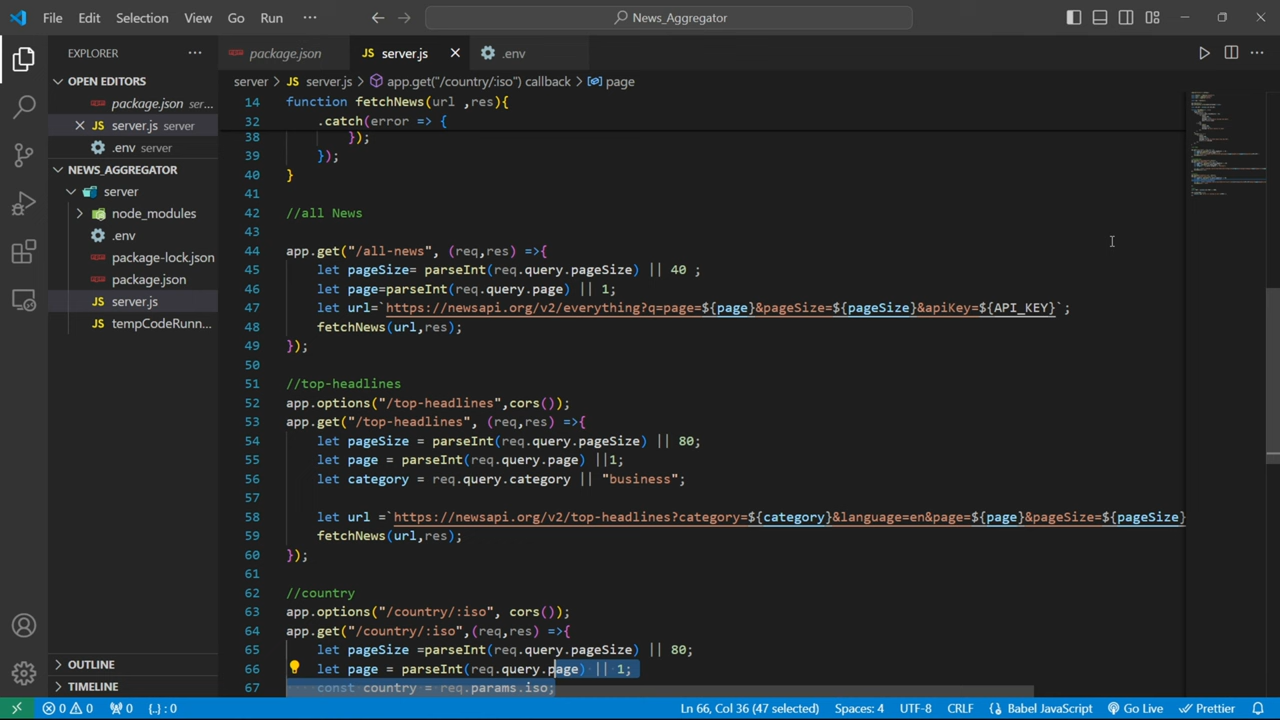 File Edit Selection View Go Run ··· News_Aggregator
EXPLORER ··· package.json JS server.js .env
OPEN EDITORS server > JS server.js > app.get("/country/:iso") callback > page
package.json ser...
JS server.js server
.env server
NEWS_AGGREGATOR
server
node_modules
.env
package-lock.json
package.json
JS server.js
tempCodeRunn...
OUTLINE
TIMELINE
14 function fetchNews(url ,res){
32 .catch(error => {
38 });
39 });
40 }
41
42 //all News
43
44 app.get("/all-news", (req,res) =>{
45 let pageSize= parseInt(req.query.pageSize) || 40 ;
46 let page=parseInt(req.query.page) || 1;
47 let url=`https://newsapi.org/v2/everything?q=page=${page}&pageSize=${pageSize}&apiKey=${API_KEY}`;
48 fetchNews(url,res);
49 });
50
51 //top-headlines
52 app.options("/top-headlines",cors());
53 app.get("/top-headlines", (req,res) =>{
54 let pageSize = parseInt(req.query.pageSize) || 80;
55 let page = parseInt(req.query.page) ||1;
56 let category = req.query.category || "business";
57
58 let url =`https://newsapi.org/v2/top-headlines?category=${category}&language=en&page=${page}&pageSize=${pageSize}
59 fetchNews(url,res);
60 });
61
62 //country
63 app.options("/country/:iso", cors());
64 app.get("/country/:iso",(req,res) =>{
65 let pageSize =parseInt(req.query.pageSize) || 80;
66 let page = parseInt(req.query.page) || 1;
67 const country = req.params.iso;
0 0 0 {..} : 0 Ln 66, Col 36 (47 selected) Spaces: 4 UTF-8 CRLF {} Babel JavaScript Go Live Prettier